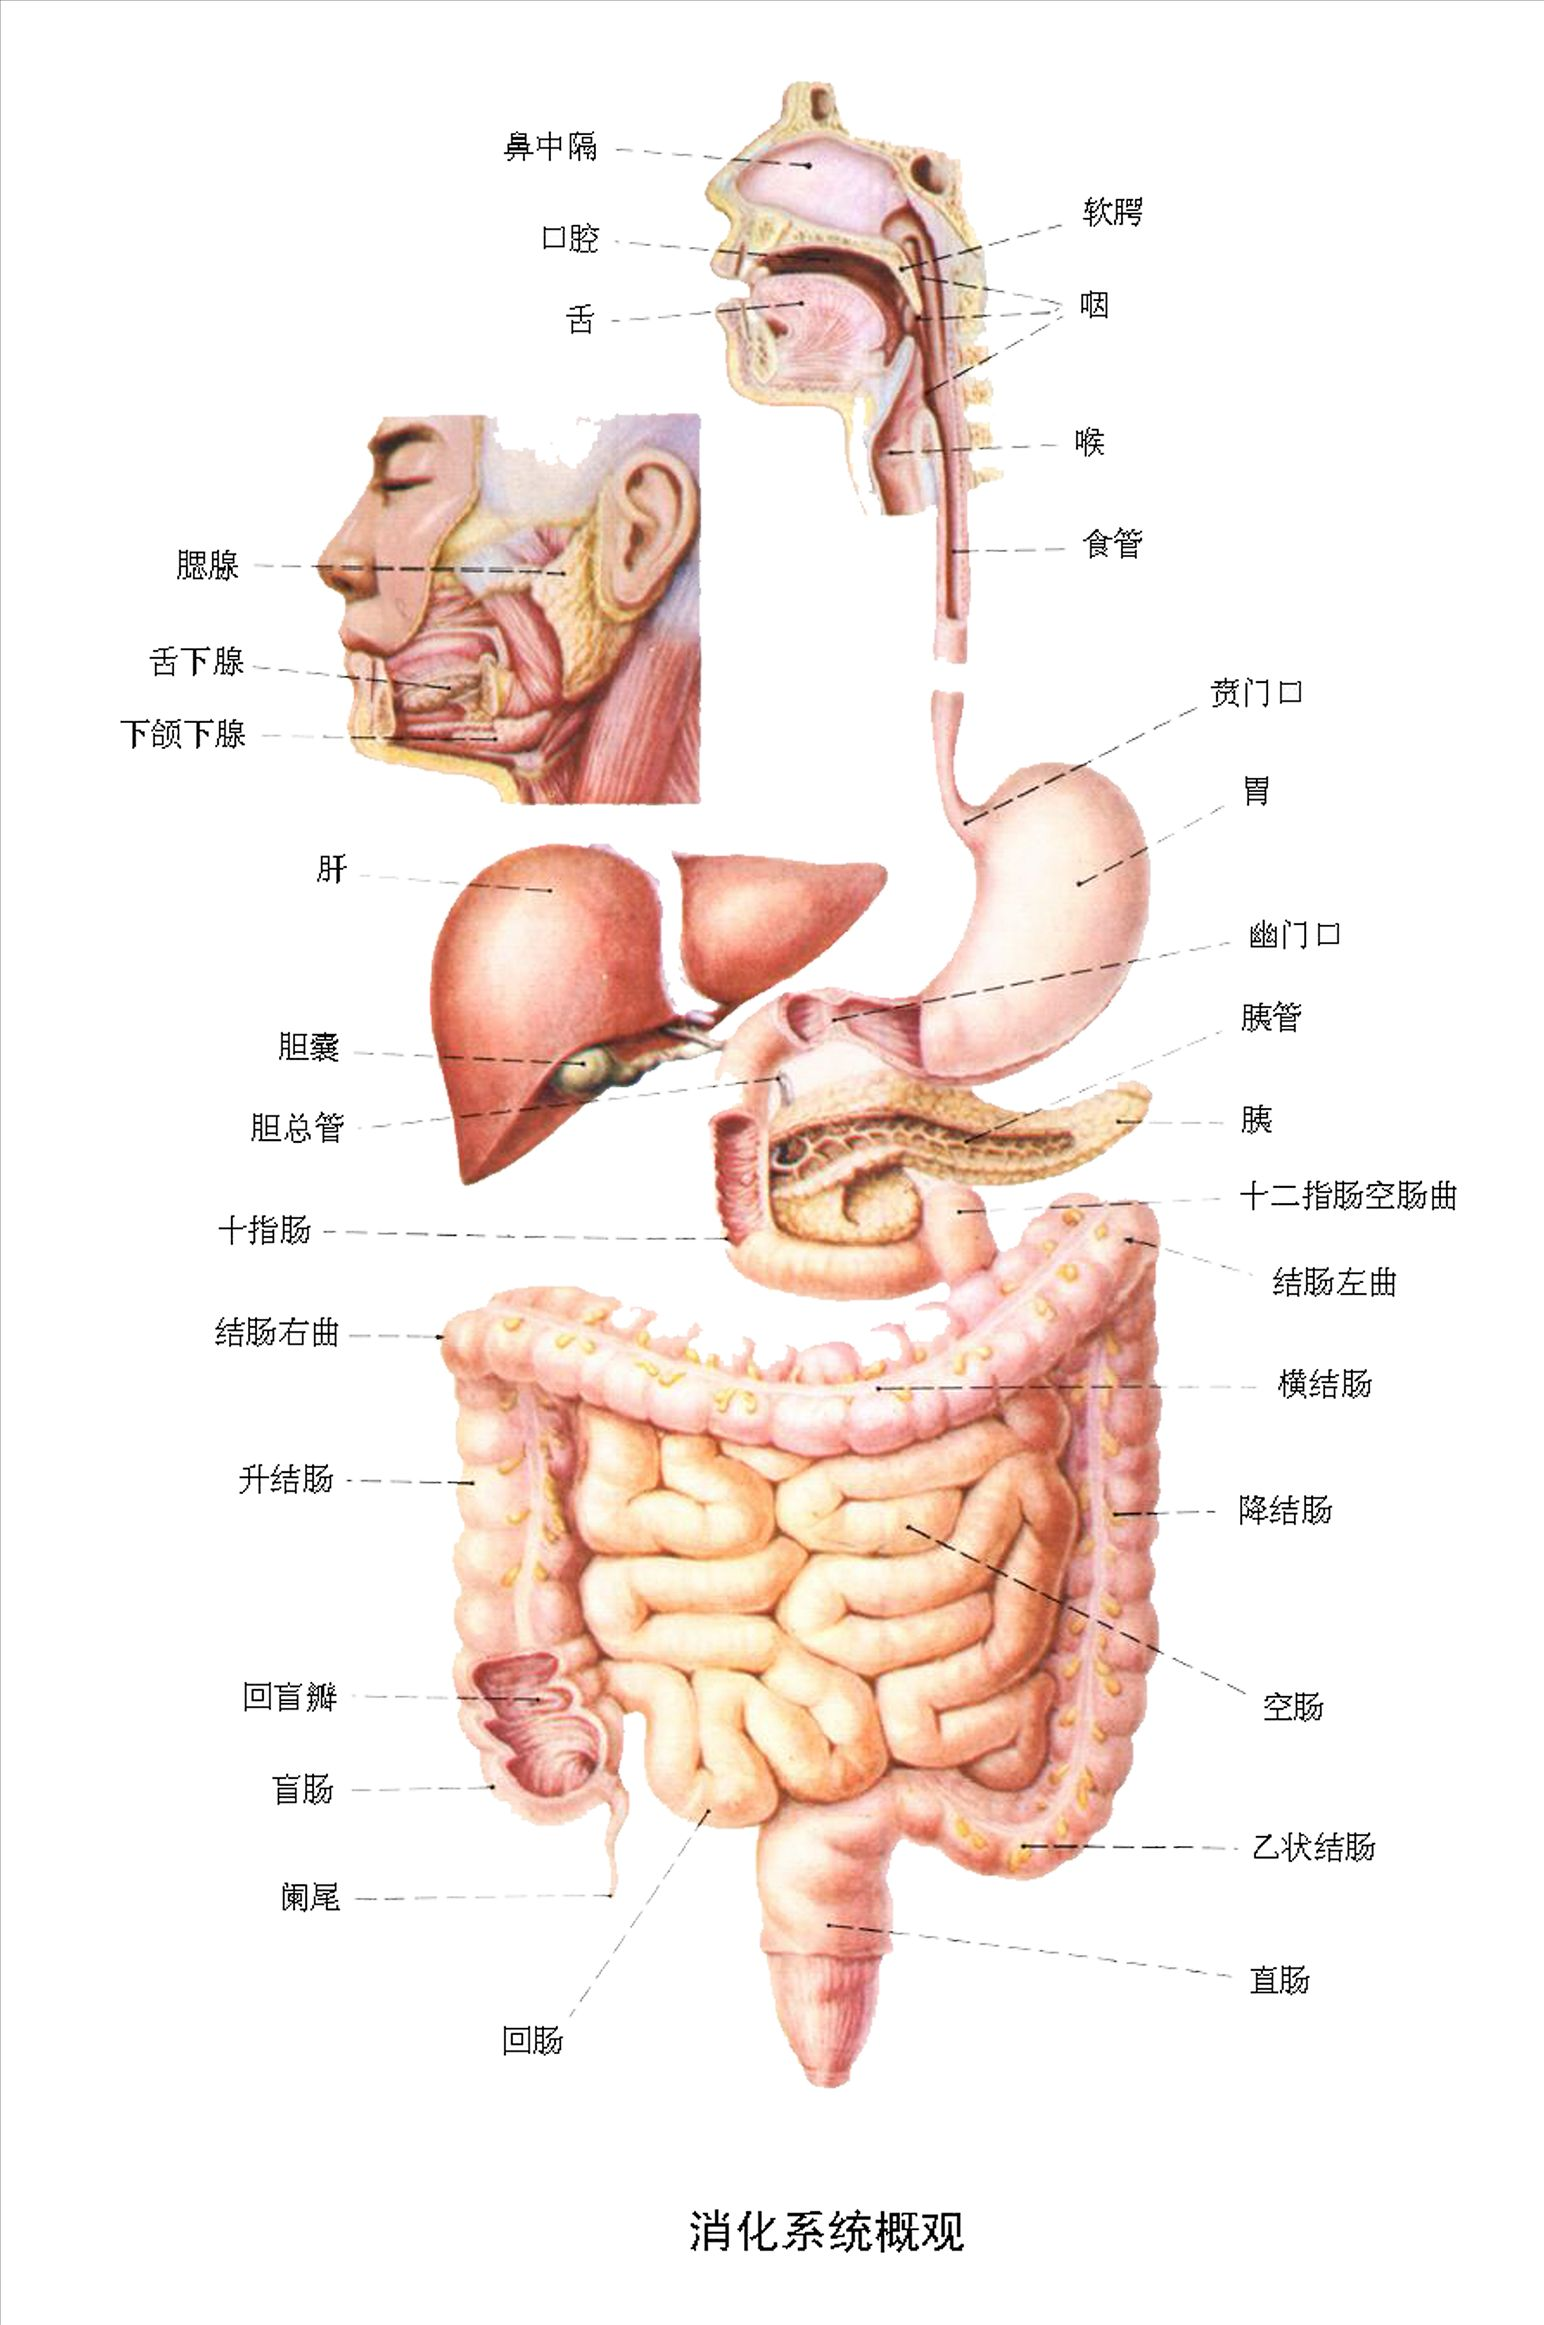 鼻中隔
软腭
口腔
咽
舌
喉
食管
腮腺
舌下腺
下颌下腺
贲门口
胃
肝
幽门口
胰管
胆囊
胆总管
胰
十二指肠空肠曲
十指肠
结肠左曲
结肠右曲
横结肠
升结肠
降结肠
回盲瓣
空肠
盲肠
乙状结肠
阑尾
直肠
回肠
消化系统概观